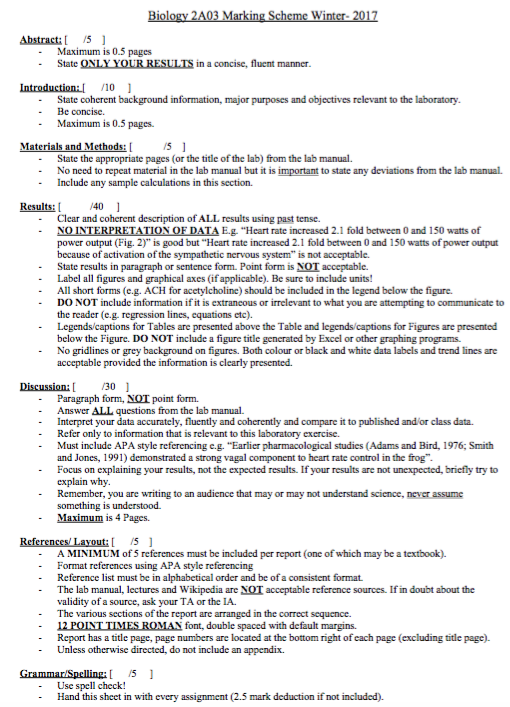 Biology 2A03 Marking Scheme Winter- 2017
Abstract: [ /5 ]
- Maximum is 0.5 pages
- State ONLY YOUR RESULTS in a concise, fluent manner.
Introduction: [ /10 ]
- State coherent background information, major purposes and objectives relevant to the laboratory.
- Be concise.
- Maximum is 0.5 pages.
Materials and Methods: [ /5 ]
- State the appropriate pages (or the title of the lab) from the lab manual.
- No need to repeat material in the lab manual but it is important to state any deviations from the lab manual.
- Include any sample calculations in this section.
Results: [ /40 ]
- Clear and coherent description of ALL results using past tense.
- NO INTERPRETATION OF DATA E.g. “Heart rate increased 2.1 fold between 0 and 150 watts of
power output (Fig. 2)” is good but “Heart rate increased 2.1 fold between 0 and 150 watts of power output
because of activation of the sympathetic nervous system” is not acceptable.
- State results in paragraph or sentence form. Point form is NOT acceptable.
- Label all figures and graphical axes (if applicable). Be sure to include units!
- All short forms (e.g. ACH for acetylcholine) should be included in the legend below the figure.
- DO NOT include information if it is extraneous or irrelevant to what you are attempting to communicate to
the reader (e.g. regression lines, equations etc).
- Legends/captions for Tables are presented above the Table and legends/captions for Figures are presented
below the Figure. DO NOT include a figure title generated by Excel or other graphing programs.
- No gridlines or grey background on figures. Both colour or black and white data labels and trend lines are
acceptable provided the information is clearly presented.
Discussion: [ /30 ]
- Paragraph form, NOT point form.
- Answer ALL questions from the lab manual.
- Interpret your data accurately, fluently and coherently and compare it to published and/or class data.
- Refer only to information that is relevant to this laboratory exercise.
- Must include APA style referencing e.g. “Earlier pharmacological studies (Adams and Bird, 1976; Smith
and Jones, 1991) demonstrated a strong vagal component to heart rate control in the frog”.
- Focus on explaining your results, not the expected results. If your results are not unexpected, briefly try to
explain why.
- Remember, you are writing to an audience that may or may not understand science, never assume
something is understood.
- Maximum is 4 Pages.
References/ Layout: [ /5 ]
- A MINIMUM of 5 references must be included per report (one of which may be a textbook).
- Format references using APA style referencing
- Reference list must be in alphabetical order and be of a consistent format.
- The lab manual, lectures and Wikipedia are NOT acceptable reference sources. If in doubt about the
validity of a source, ask your TA or the IA.
- The various sections of the report are arranged in the correct sequence.
- 12 POINT TIMES ROMAN font, double spaced with default margins.
- Report has a title page, page numbers are located at the bottom right of each page (excluding title page).
- Unless otherwise directed, do not include an appendix.
Grammar/Spelling: [ /5 ]
- Use spell check!
- Hand this sheet in with every assignment (2.5 mark deduction if not included).